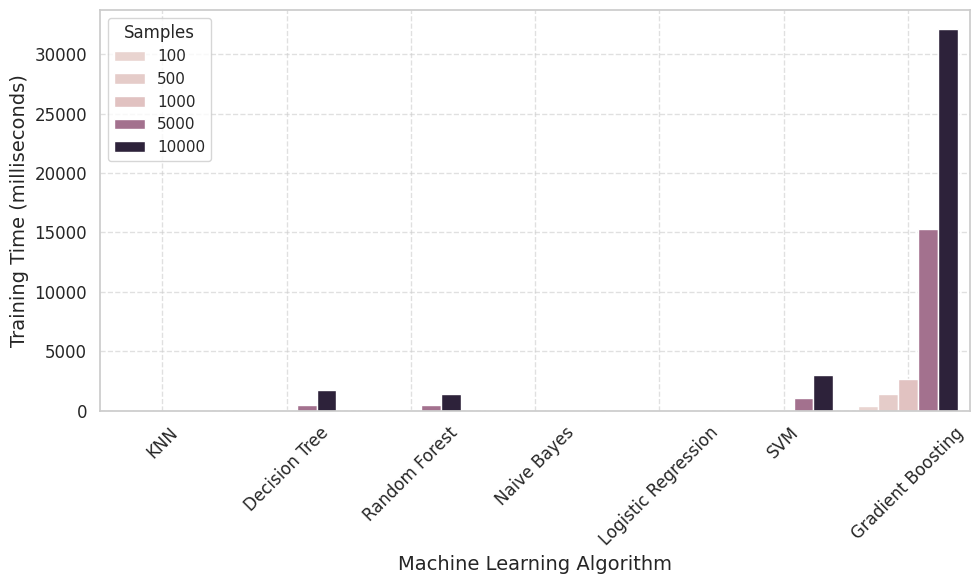 Samples
100
500
1000
5000
10000
30000
25000
20000
15000
10000
5000
0
Training Time (milliseconds)
KNN
Decision Tree
Random Forest
Naive Bayes
Logistic Regression
SVM
Gradient Boosting
Machine Learning Algorithm